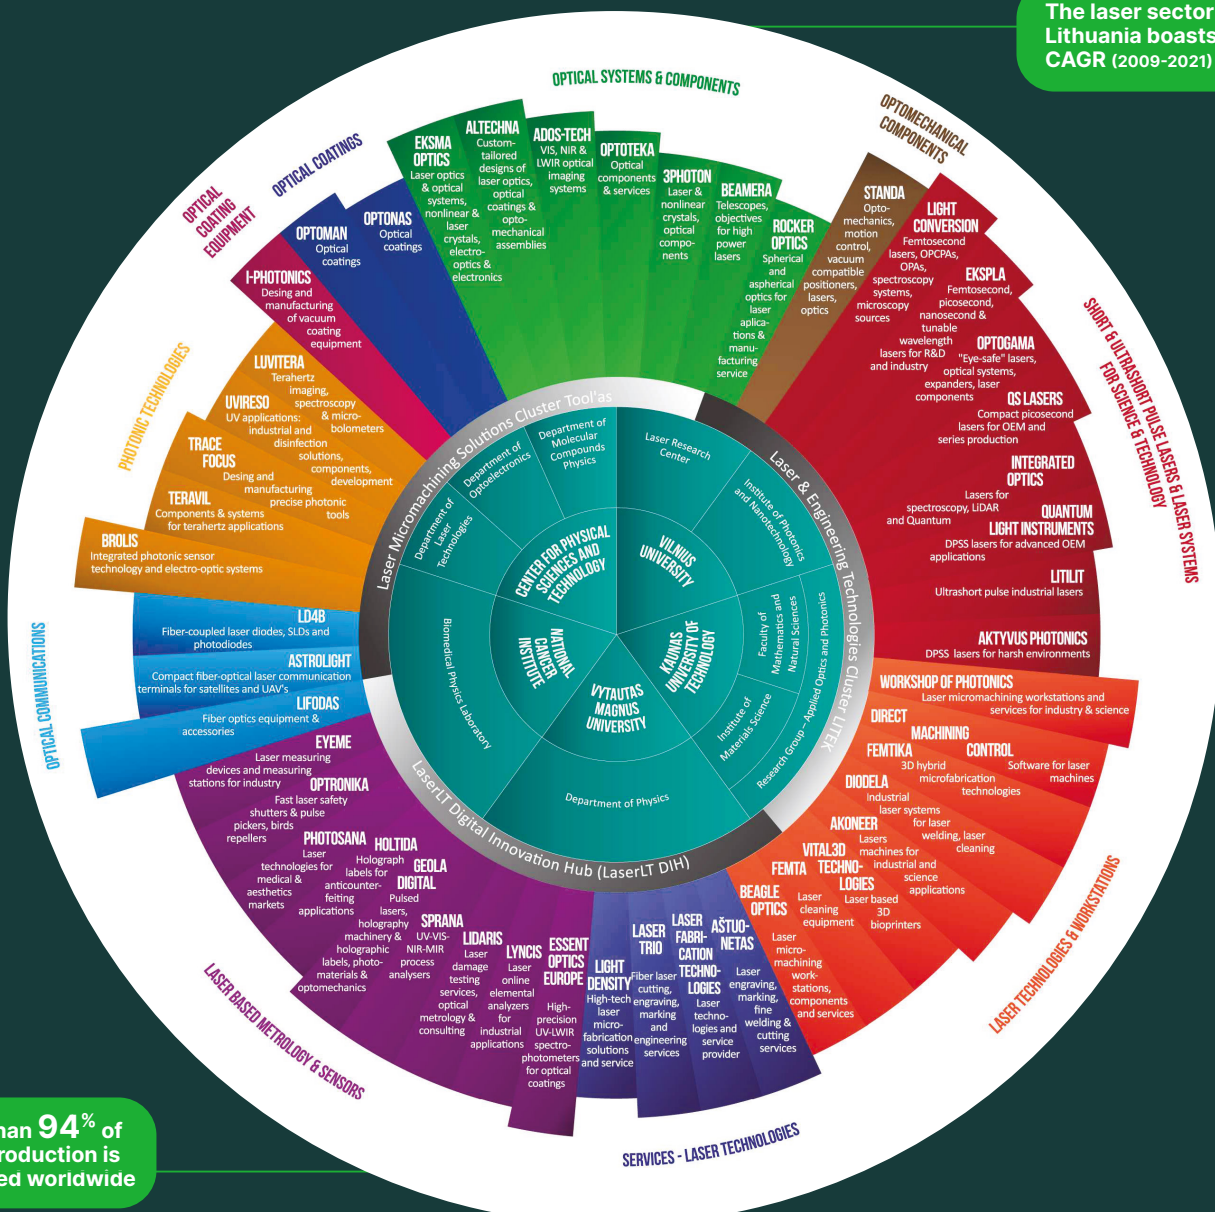 The laser sector
Lithuania boasts
CAGR (2009-2021)
OPTICAL SYSTEMS & COMPONENTS
EKSMA
OPTICS
Laser optics
& optical
systems,
nonlinear &
laser
crystals,
electro-
optics &
electronics
ALTECHNA
Custom-
tailored
designs of
laser optics,
optical
coatings &
opto-
mechanical
assemblies
ADOS-TECH
VIS, NIR &
LWIR optical
imaging
systems
OPTOTEKA
Optical
components
& services
3PHOTON
Laser &
nonlinear
crystals,
optical
compo-
nents
BEAMERA
Telescopes,
objectives
for high
power
lasers
ROCKER
OPTICS
Spherical
and
aspherical
optics for
laser
aplica-
tions &
manu-
facturing
service
OPTOMECHANICAL
COMPONENTS
STANDA
Opto-
mechanics,
motion
control,
vacuum
compatible
positioners,
lasers,
optics
SHORT & ULTRASHORT PULSE LASERS & LASER SYSTEMS
FOR SCIENCE & TECHNOLOGY
LIGHT
CONVERSION
Femtosecond
lasers, OPCPAs,
OPAs,
spectroscopy
systems,
microscopy
sources
EKSPLA
Femtosecond,
picosecond,
nanosecond &
tunable
wavelength
lasers for R&D
and industry
OPTOGAMA
"Eye-safe" lasers,
optical systems,
expanders, laser
components
QS LASERS
Compact picosecond
lasers for OEM and
series production
INTEGRATED
OPTICS
Lasers for
spectroscopy, LiDAR
and Quantum
QUANTUM
LIGHT INSTRUMENTS
DPSS lasers for advanced OEM
applications
LITILIT
Ultrashort pulse industrial lasers
AKTYVUS PHOTONICS
DPSS lasers for harsh environments
LASER TECHNOLOGIES & WORKSTATIONS
WORKSHOP OF PHOTONICS
Laser micromachining workstations and
services for industry & science
DIRECT
MACHINING
CONTROL
Software for laser
machines
FEMTIKA
3D hybrid
microfabrication
technologies
DIODELA
Industrial
laser systems
for laser
welding, laser
cleaning
AKONEER
Lasers
machines for
industrial and
science
applications
VITAL3D
TECHNO-
LOGIES
Laser based
3D
bioprinters
FEMTA
Laser
cleaning
equipment
BEAGLE
OPTICS
Laser
micro-
machining
work-
stations,
components
and services
SERVICES - LASER TECHNOLOGIES
AŠTUO-
NETAS
Laser
engraving,
marking,
fine
welding &
cutting
services
LASER
FABRI-
CATION
TECHNO-
LOGIES
Laser
techno-
logies and
service
provider
LASER
TRIO
Fiber laser
cutting,
engraving,
marking
and
engineering
services
LIGHT
DENSITY
High-tech
laser
micro-
fabrication
solutions
and service
LASER BASED METROLOGY & SENSORS
ESSENT
OPTICS
EUROPE
High-
precision
UV-LWIR
spectro-
photometers
for optical
coatings
LYNCIS
Laser
online
elemental
analyzers
for
industrial
applications
LIDARIS
Laser
damage
testing
services,
optical
metrology &
consulting
SPRANA
UV-VIS-
NIR-MIR
process
analysers
GEOLA
DIGITAL
Pulsed
lasers,
holography
machinery &
holographic
labels, photo-
materials &
optomechanics
HOLTIDA
Holograph
labels for
anticounter-
feiting
applications
PHOTOSANA
Laser
technologies for
medical &
aesthetics
markets
OPTRONIKA
Fast laser safety
shutters & pulse
pickers, birds
repellers
EYEME
Laser measuring
devices and measuring
stations for industry
OPTICAL COMMUNICATIONS
LIFODAS
Fiber optics equipment &
accessories
ASTROLIGHT
Compact fiber-optical laser communication
terminals for satellites and UAV's
LD4B
Fiber-coupled laser diodes, SLDs and
photodiodes
PHOTONIC TECHNOLOGIES
BROLIS
Integrated photonic sensor
technology and electro-optic systems
TERAVIL
Components & systems
for terahertz applications
TRACE
FOCUS
Desing and
manufacturing
precise photonic
tools
UVIRESO
UV applications:
industrial and
disinfection
solutions,
components,
development
LUVITERA
Terahertz
imaging,
spectroscopy
& micro-
bolometers
OPTICAL
COATING
EQUIPMENT
I-PHOTONICS
Desing and
manufacturing
of vacuum
coating
equipment
OPTICAL COATINGS
OPTOMAN
Optical
coatings
OPTONAS
Optical
coatings
Laser Micromachining Solutions Cluster Tool'as
Laser & Engineering Technologies Cluster LITEK
LaserLT Digital Innovation Hub (LaserLT DIH)
Department of
Molecular
Compounds
Physics
Department of
Optoelectronics
Department of
Laser
Technologies
CENTER FOR PHYSICAL
SCIENCES AND
TECHNOLOGY
Laser Research
Center
Institute of Photonics
and Nanotechnology
VILNIUS
UNIVERSITY
Faculty of
Mathematics and
Natural Sciences
Institute of
Materials Science
Research Group – Applied Optics and Photonics
KAUNAS
UNIVERSITY OF
TECHNOLOGY
VYTAUTAS
MAGNUS
UNIVERSITY
Department of Physics
NATIONAL
CANCER
INSTITUTE
Biomedical Physics Laboratory
han 94% of
roduction is
ed worldwide